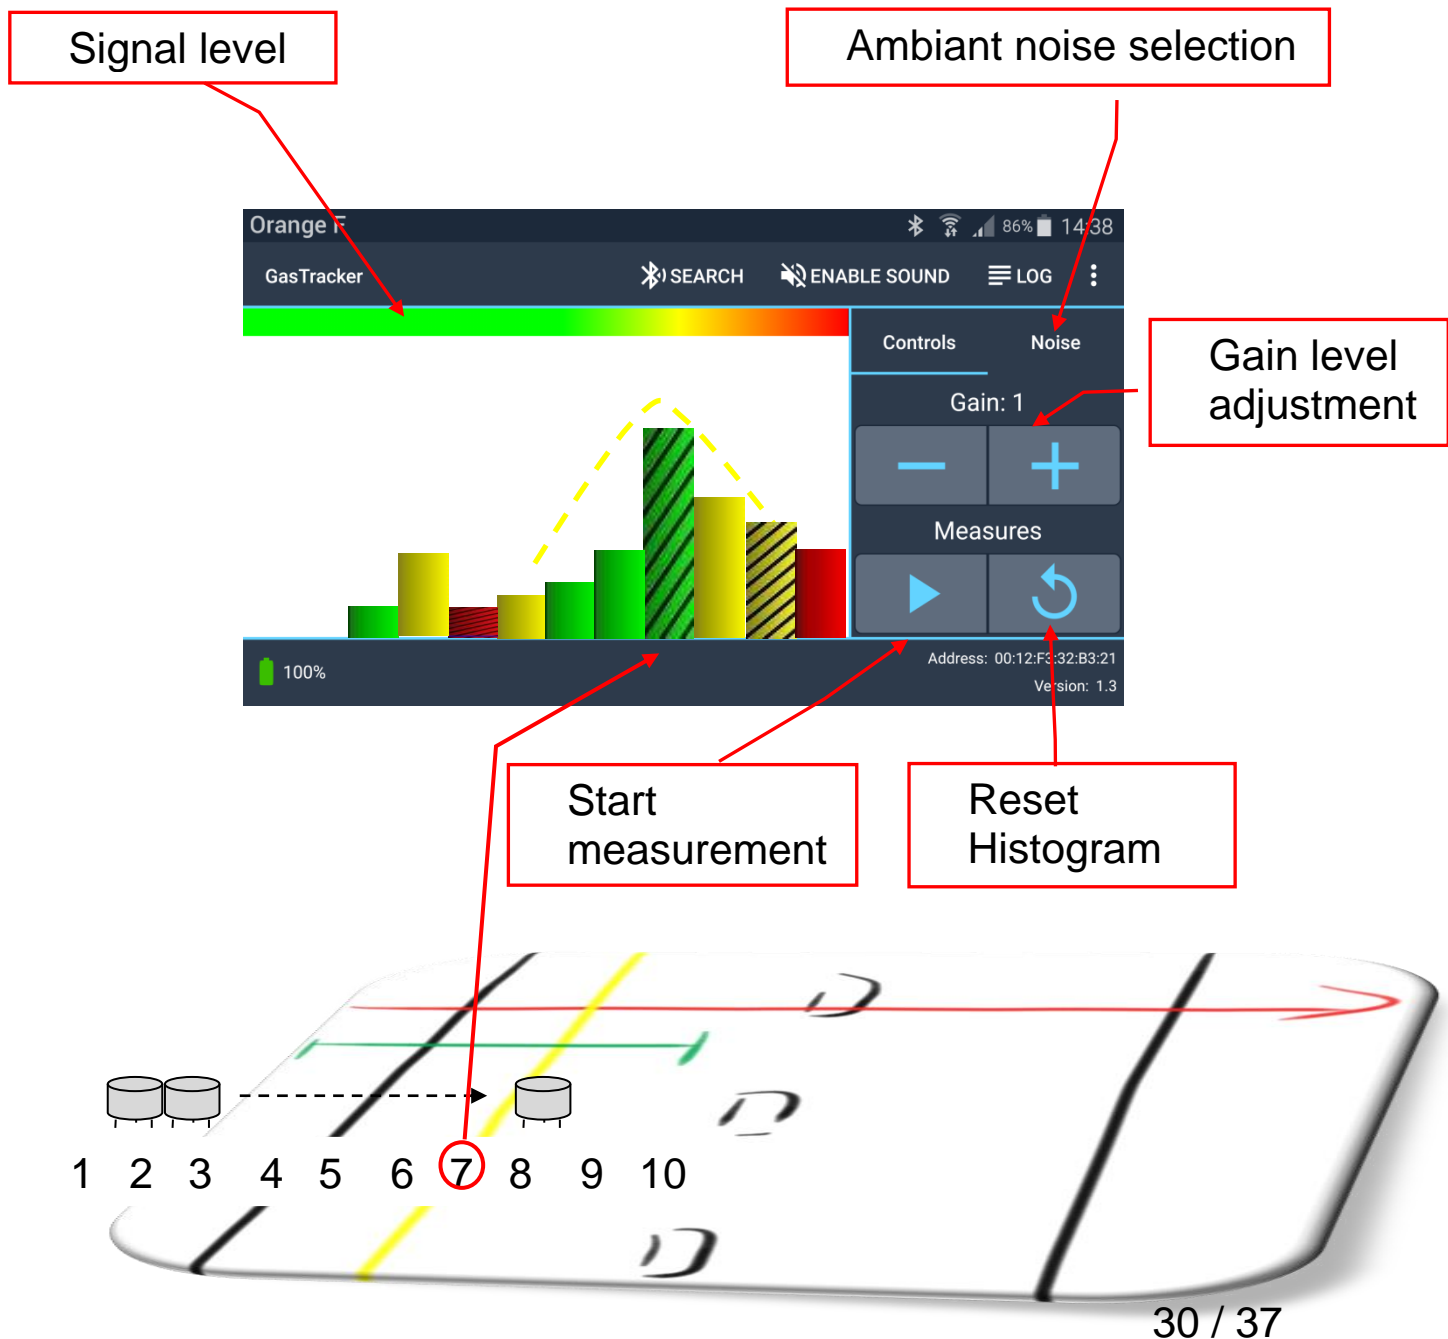 Signal level
Ambiant noise selection
Orange F
86% 14:38
GasTracker
SEARCH
ENABLE SOUND
LOG
Controls
Noise
Gain level
adjustment
Gain: 1
Measures
100%
Address: 00:12:F3:32:B3:21
Version: 1.3
Start
measurement
Reset
Histogram
1 2 3 4 5 6 7 8 9 10
30 / 37